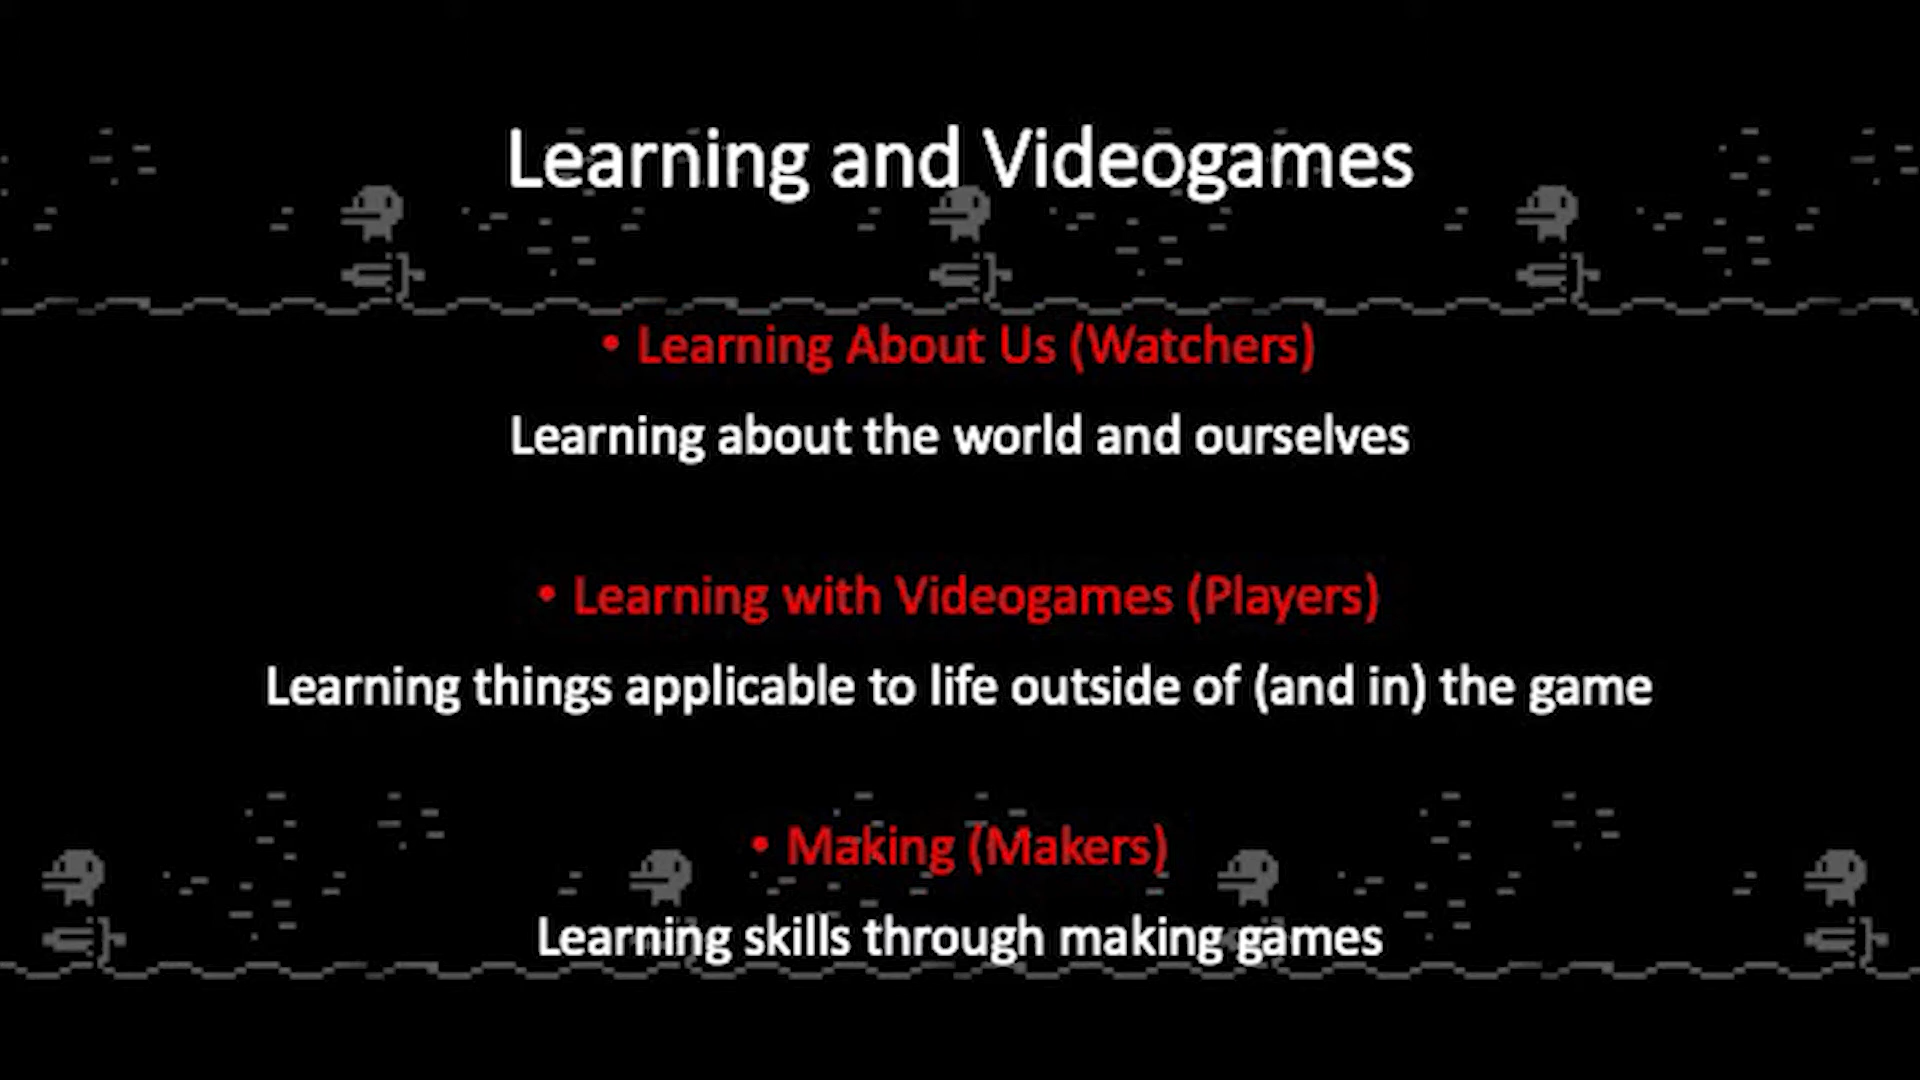 Learning and Videogames
• Learning About Us (Watchers)
Learning about the world and ourselves
• Learning with Videogames (Players)
Learning things applicable to life outside of (and in) the game
• Making (Makers)
Learning skills through making games